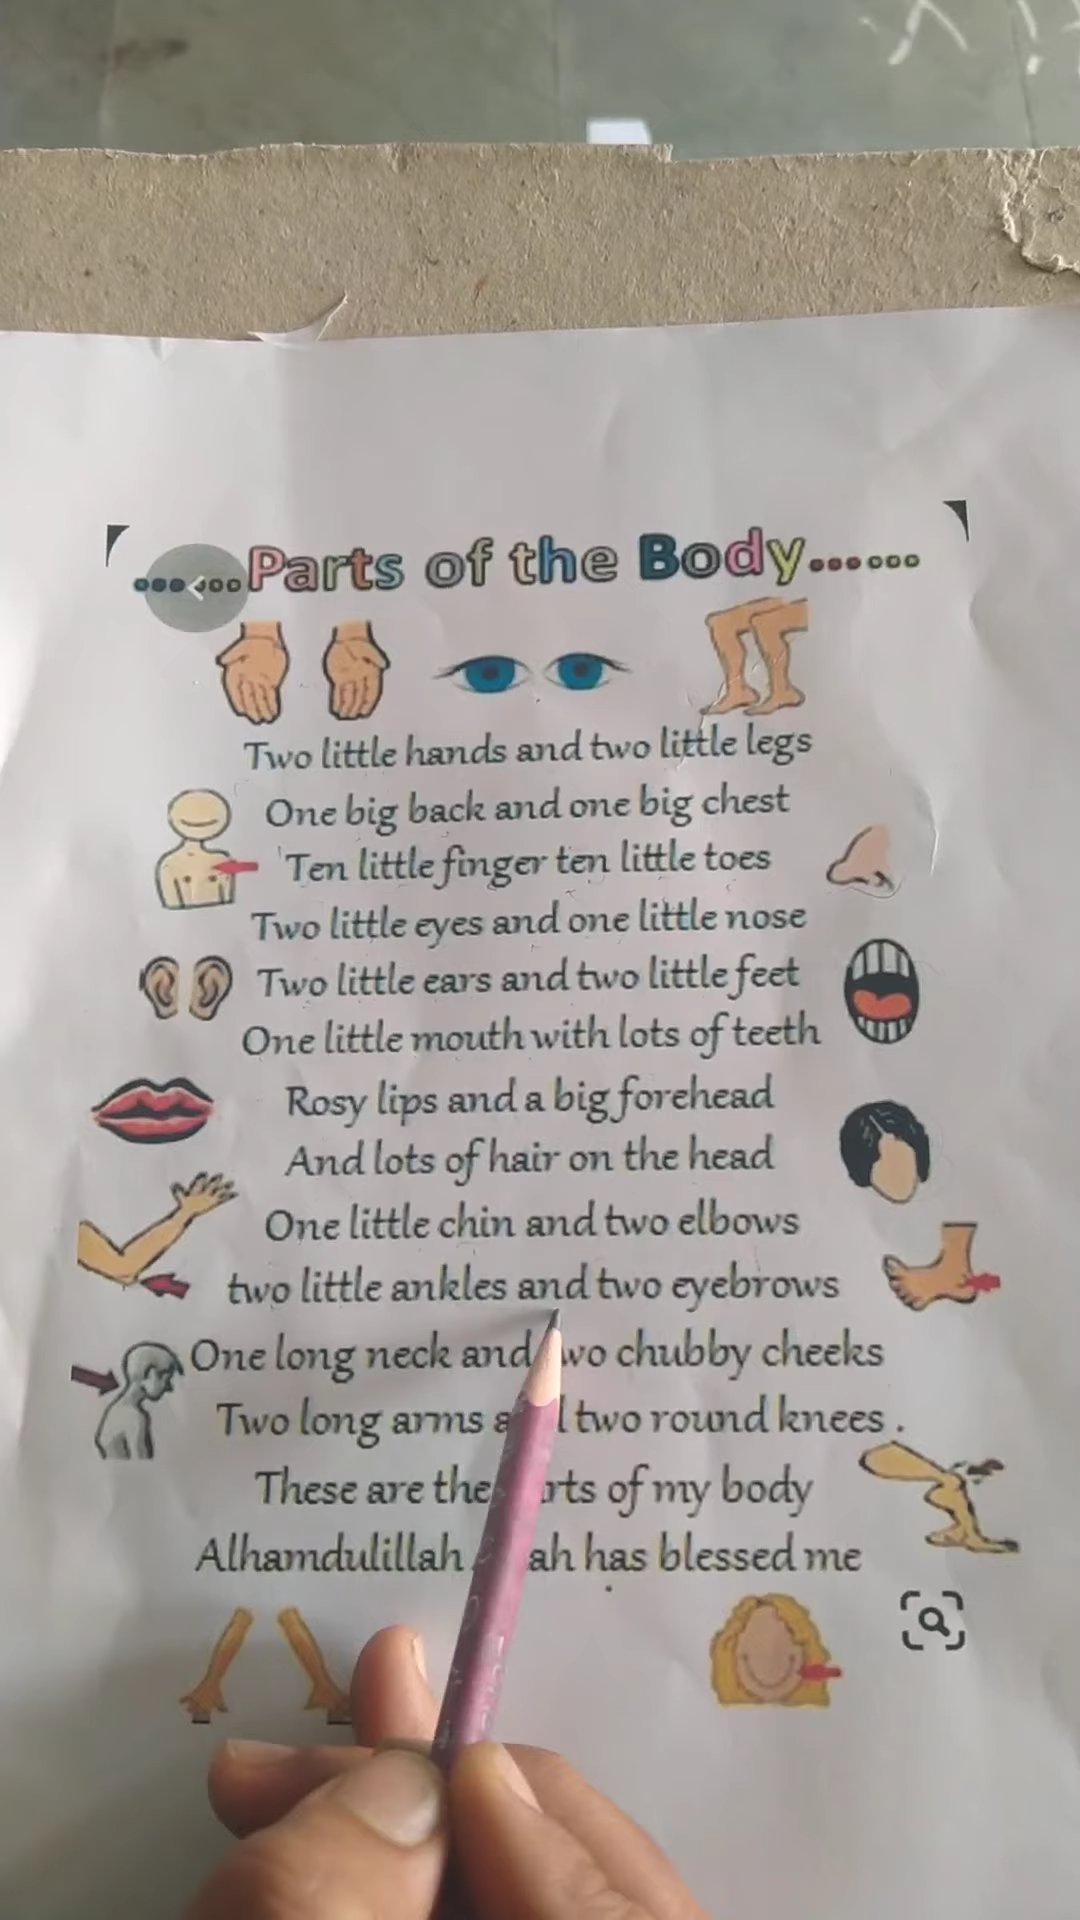 ......Parts of the Body......
Two little hands and two little legs
One big back and one big chest
Ten little finger ten little toes
Two little eyes and one little nose
Two little ears and two little feet
One little mouth with lots of teeth
Rosy lips and a big forehead
And lots of hair on the head
One little chin and two elbows
two little ankles and two eyebrows
One long neck and chubby cheeks
Two long arms two round knees .
These are the of my body
Alhamdulillah has blessed me